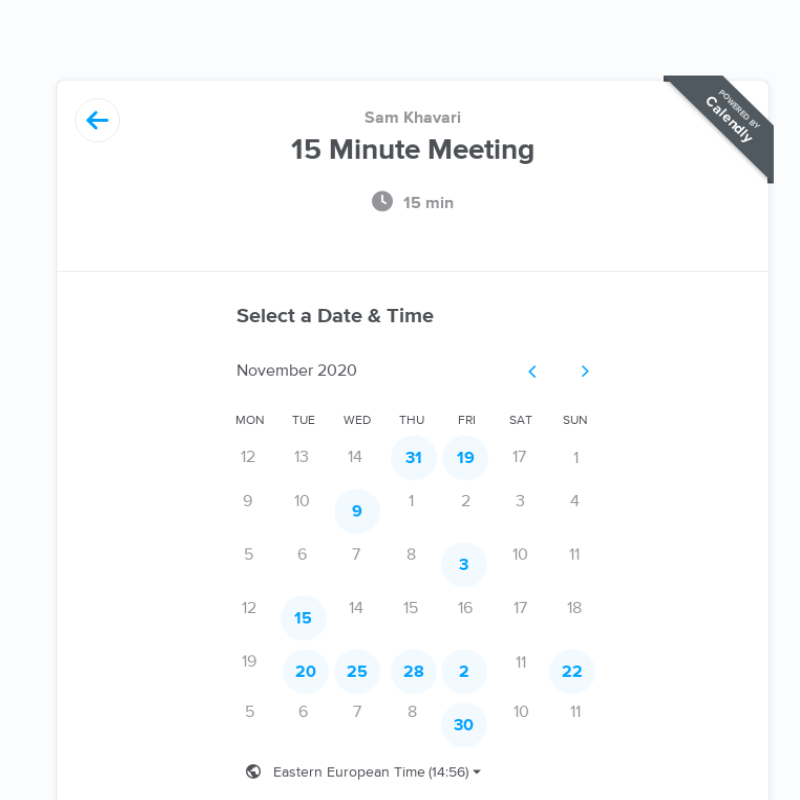 POWERED BY
Calendly
Sam Khavari
15 Minute Meeting
15 min
Select a Date & Time
November 2020
MON TUE WED THU FRI SAT SUN
12 13 14 31 19 17 1
9 10 9 1 2 3 4
5 6 7 8 3 10 11
12 15 14 15 16 17 18
19 20 25 28 2 11 22
5 6 7 8 30 10 11
Eastern European Time (14:56)